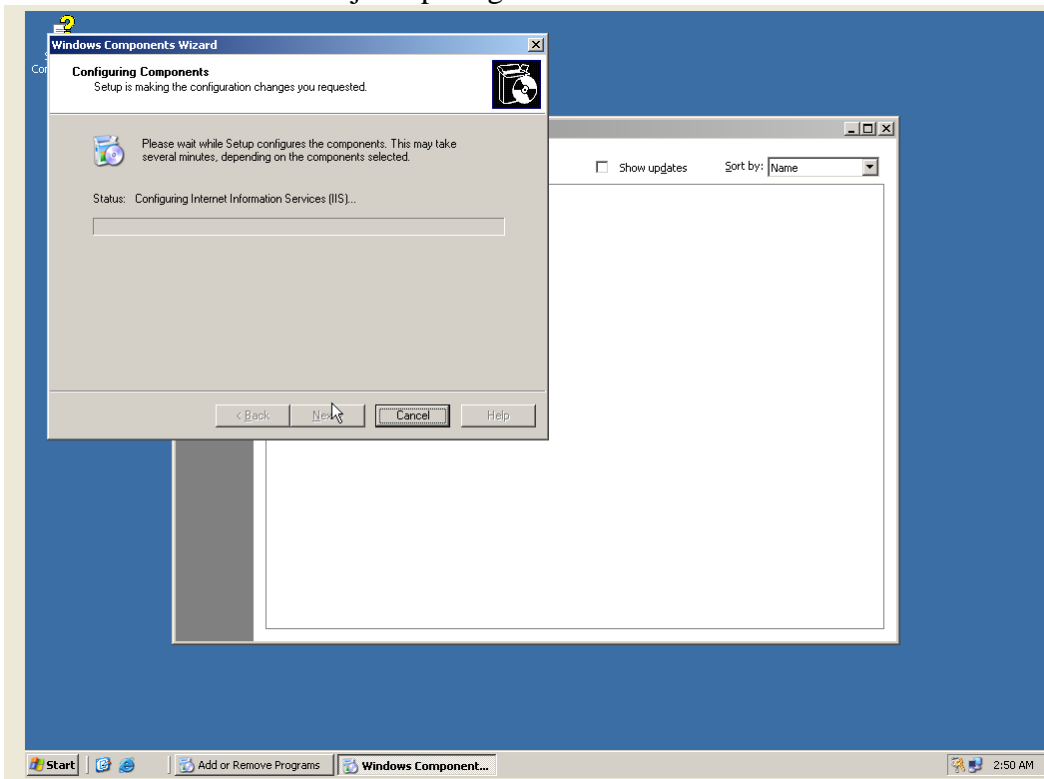 Windows Components Wizard
Configuring Components
Setup is making the configuration changes you requested.
Please wait while Setup configures the components. This may take
several minutes, depending on the components selected.
Show updates
Sort by: Name
Status: Configuring Internet Information Services (IIS)...
< Back
Cancel
Help
Start
Add or Remove Programs
Windows Component...
2:50 AM